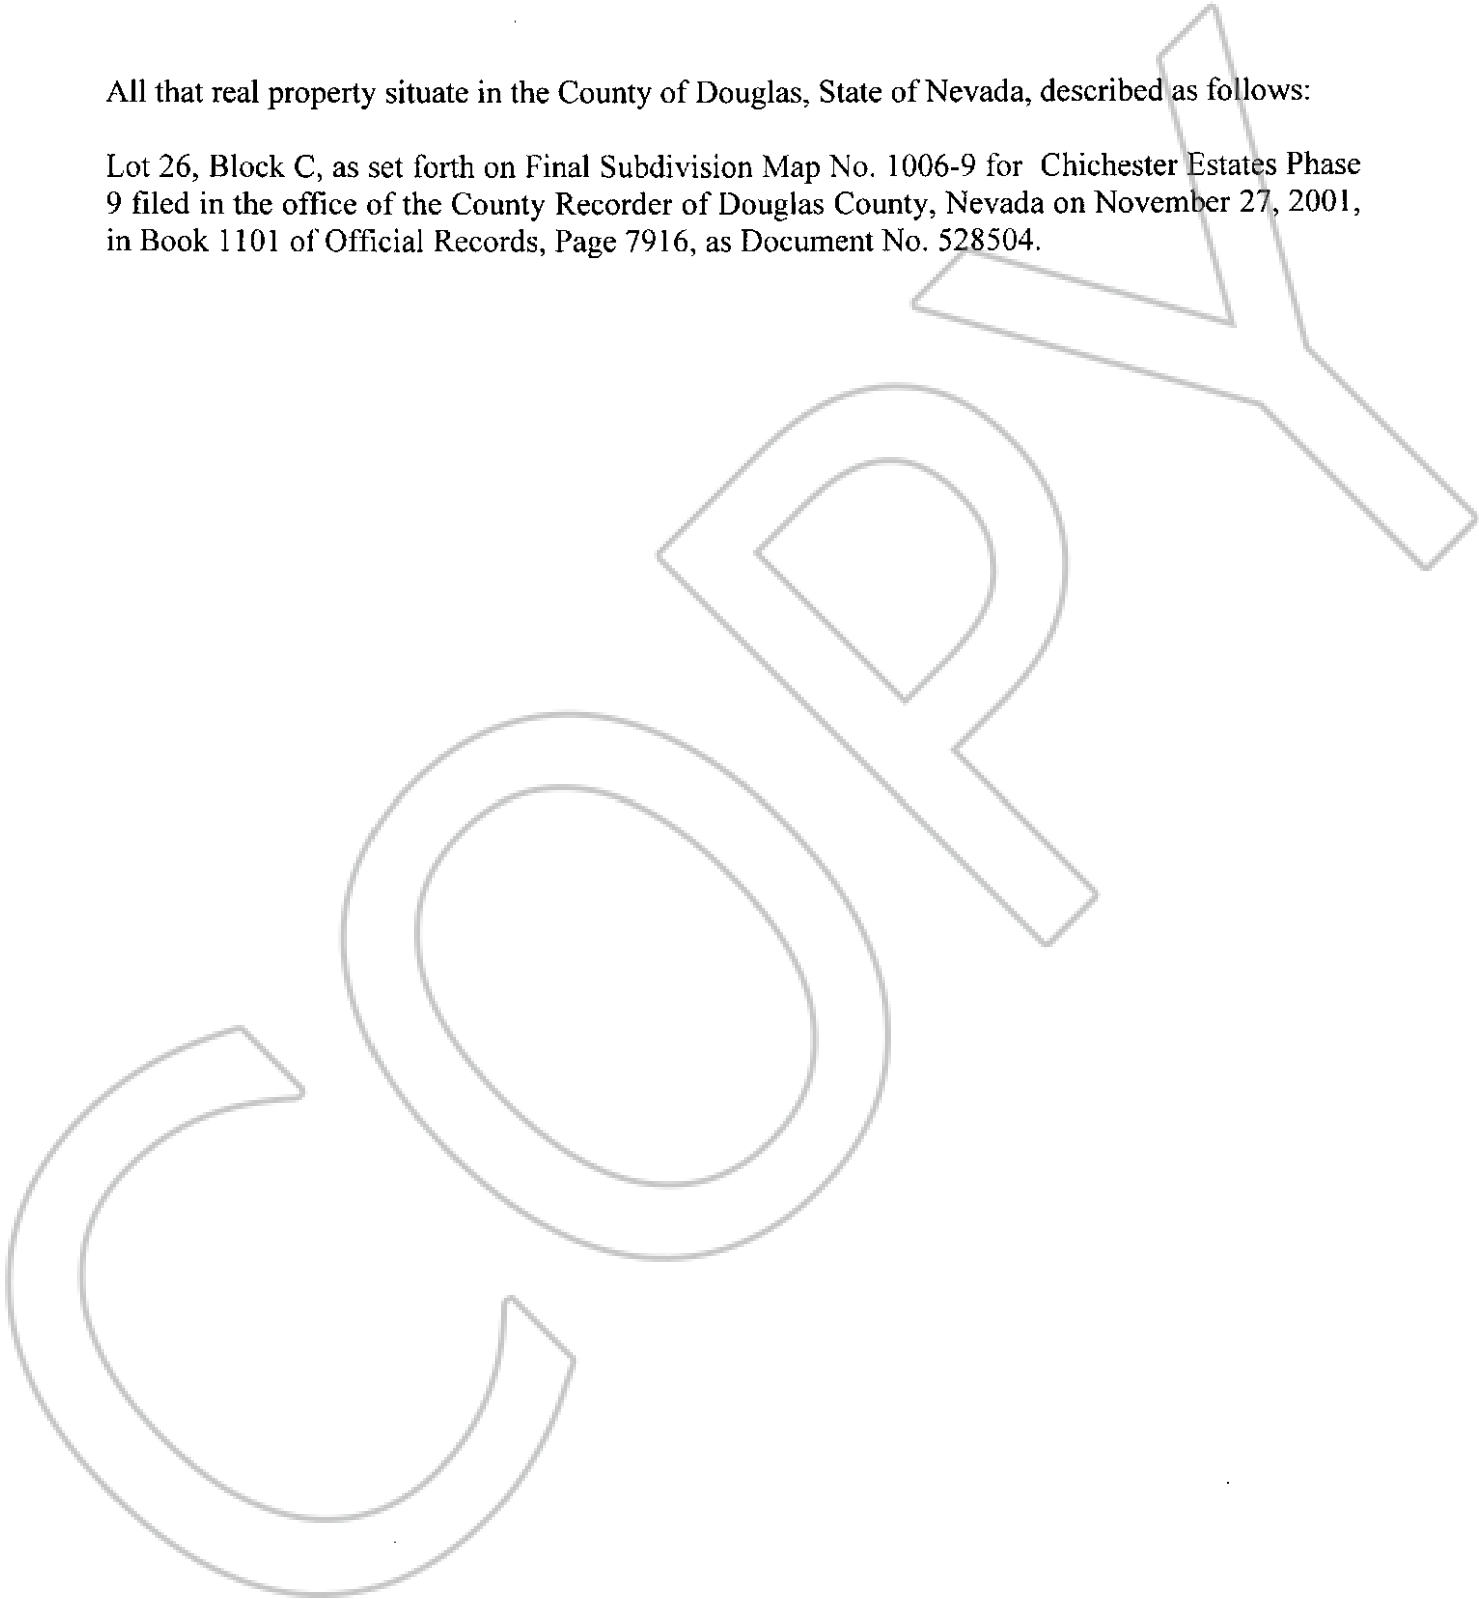 All that real property situate in the County of Douglas, State of Nevada, described as follows:
Lot 26, Block C, as set forth on Final Subdivision Map No. 1006-9 for Chichester Estates Phase
9 filed in the office of the County Recorder of Douglas County, Nevada on November 27, 2001,
in Book 1101 of Official Records, Page 7916, as Document No. 528504.
COPY